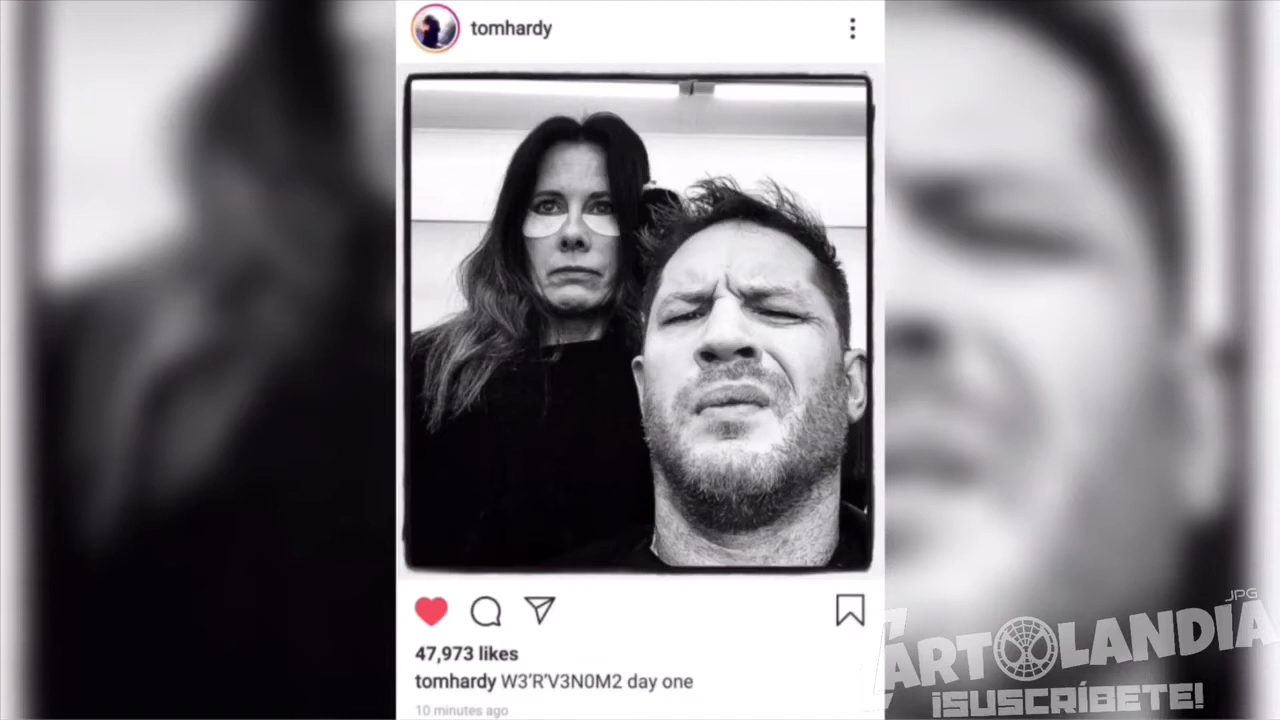 tomhardy
47,973 likes
tomhardy W3'R'V3N0M2 day one
10 minutes ago
JPG
ARTOLANDIA
¡SUSCRÍBETE!